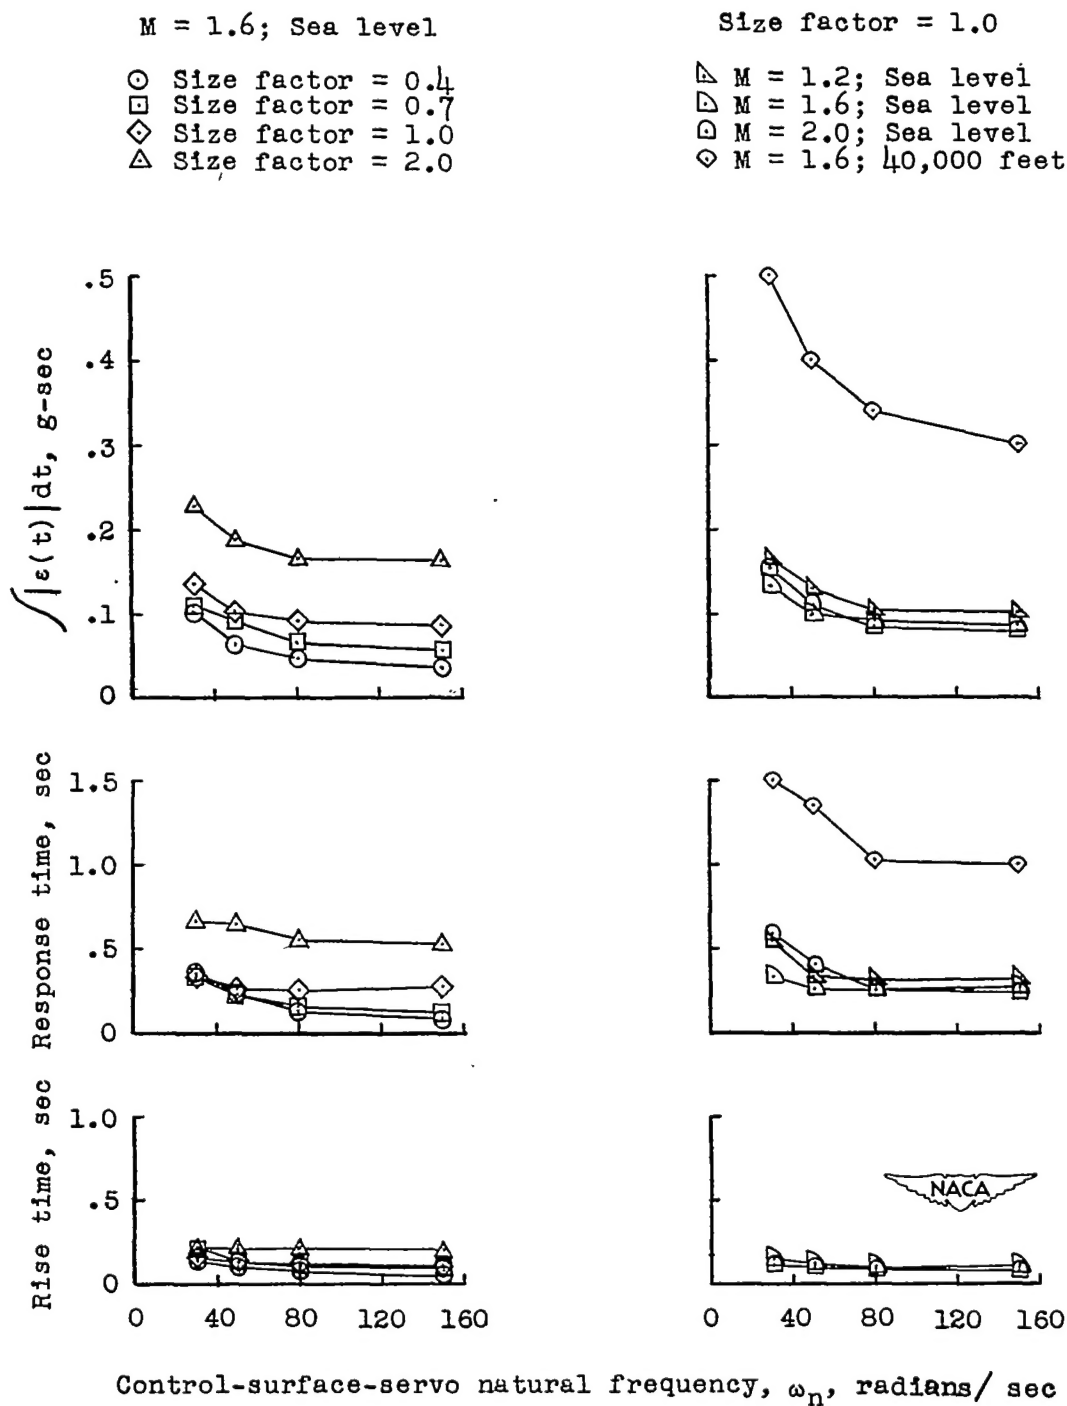 M = 1.6; Sea level
Size factor = 0.4
Size factor = 0.7
Size factor = 1.0
Size factor = 2.0
Size factor = 1.0
M = 1.2; Sea level
M = 1.6; Sea level
M = 2.0; Sea level
M = 1.6; 40,000 feet
∫|ε(t)|dt, g-sec
.5
.4
.3
.2
.1
0
Response time, sec
1.5
1.0
.5
0
Rise time, sec
1.0
.5
0
0 40 80 120 160
NACA
0 40 80 120 160
Control-surface-servo natural frequency, ωn, radians/ sec